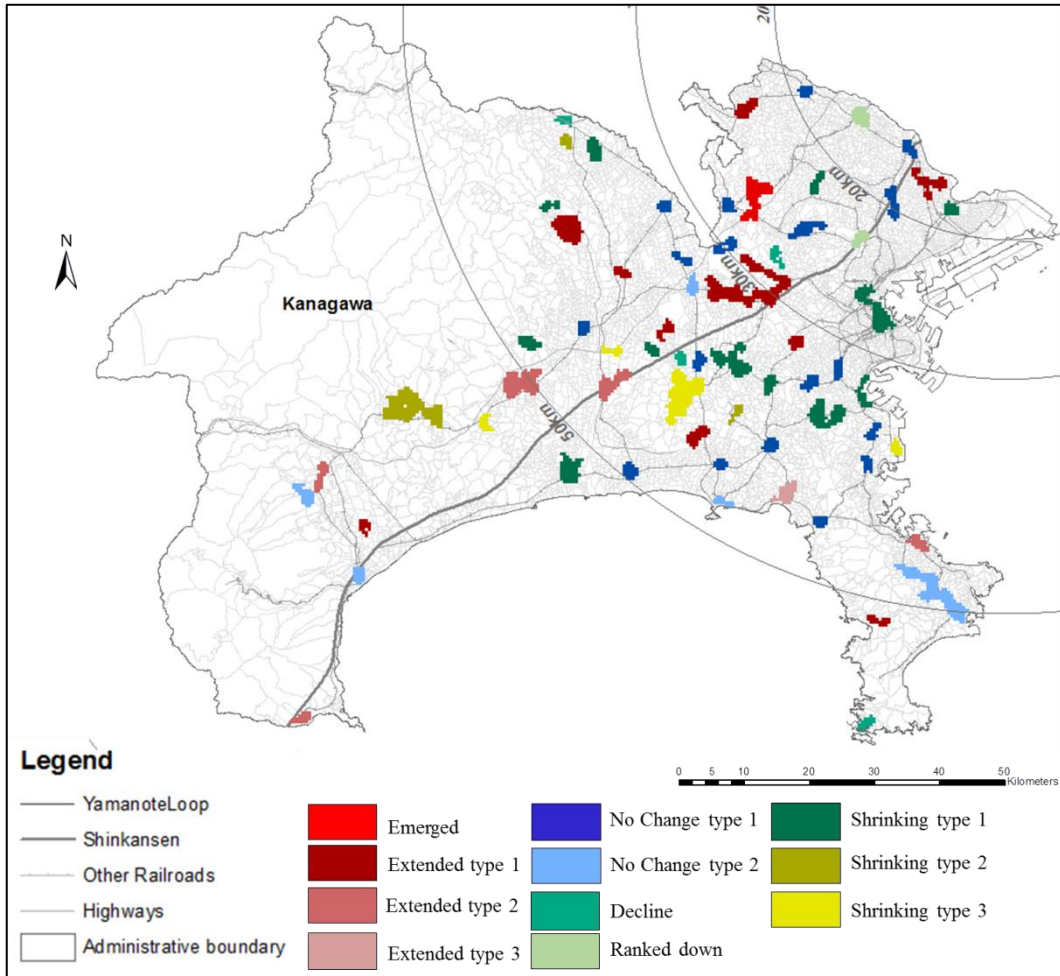 20
N
20km
30km
Kanagawa
50km
Legend
YamanoteLoop
Shinkansen
Other Railroads
Highways
Administrative boundary
Emerged
Extended type 1
Extended type 2
Extended type 3
No Change type 1
No Change type 2
Decline
Ranked down
Shrinking type 1
Shrinking type 2
Shrinking type 3
0 5 10 20 30 40 50
Kilometers